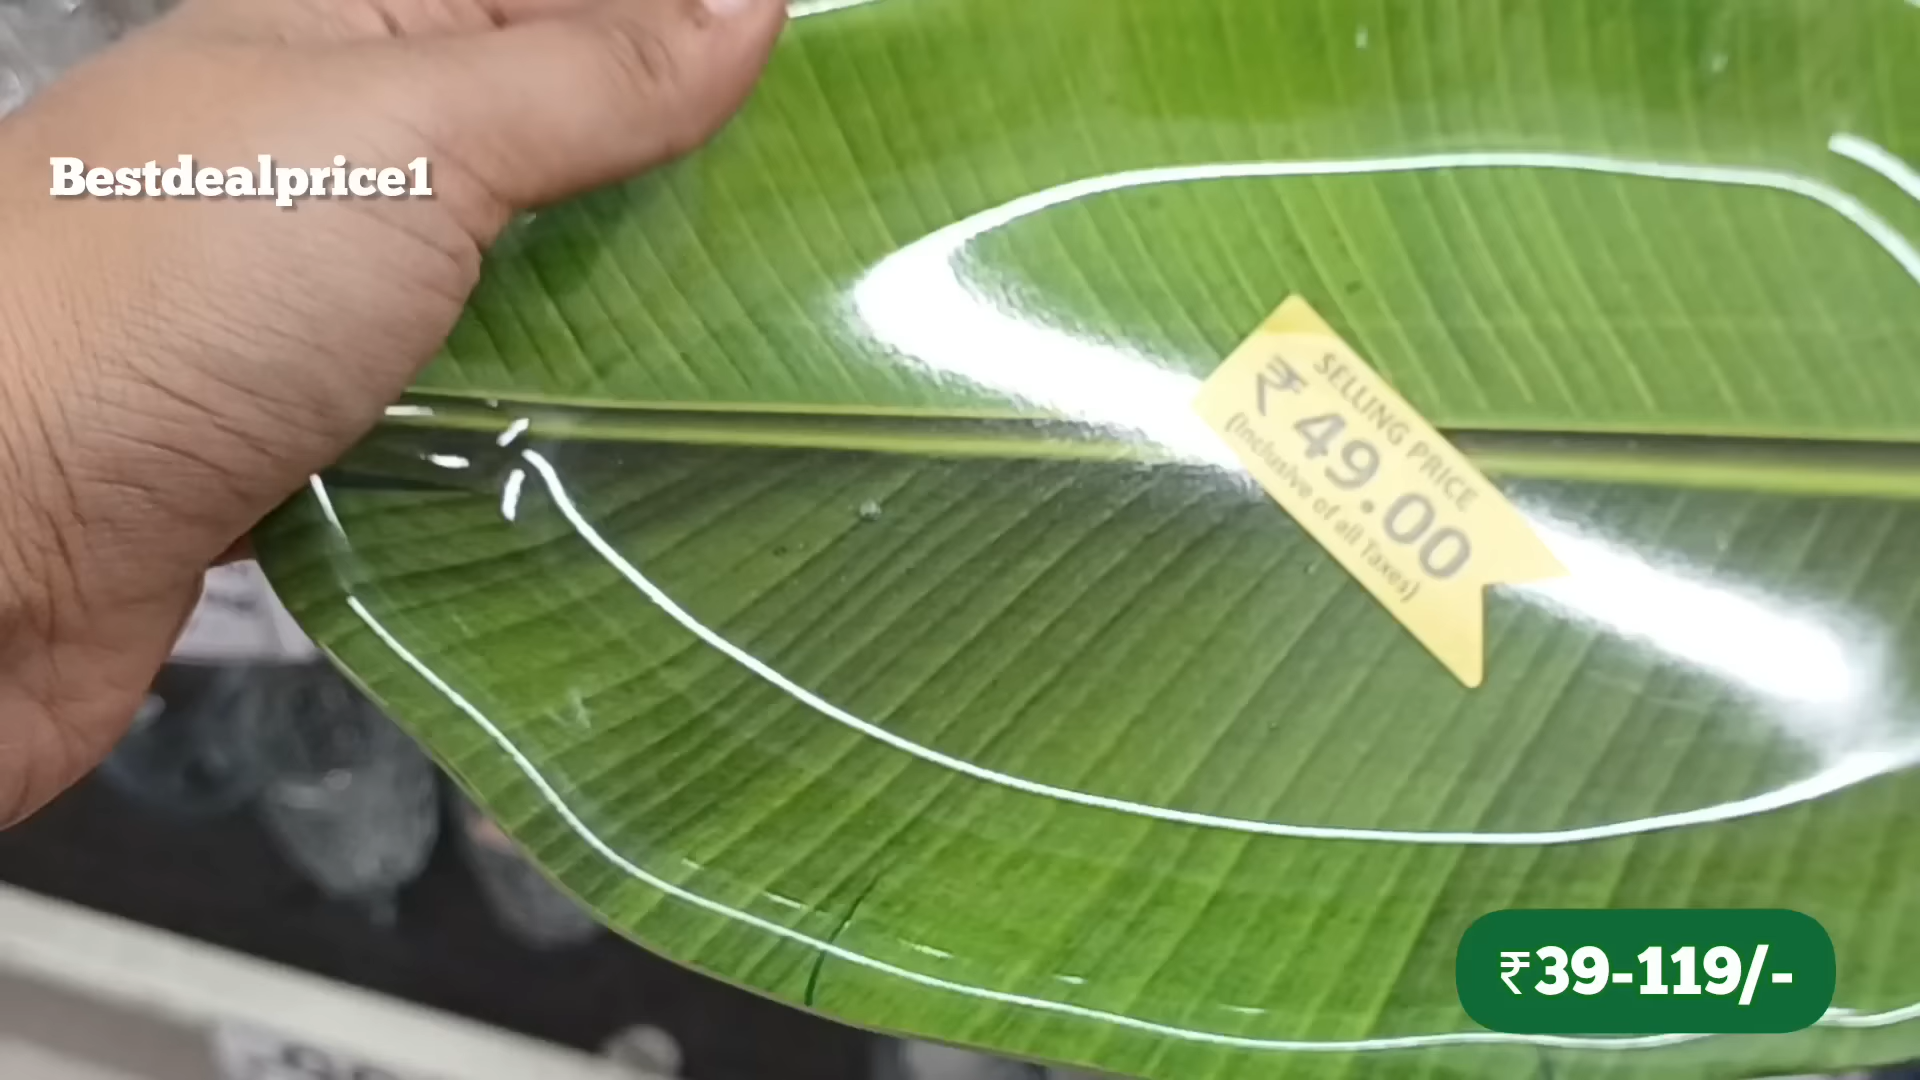 Bestdealprice1
SELLING PRICE
₹ 49.00
(Inclusive of all Taxes)
₹39-119/-